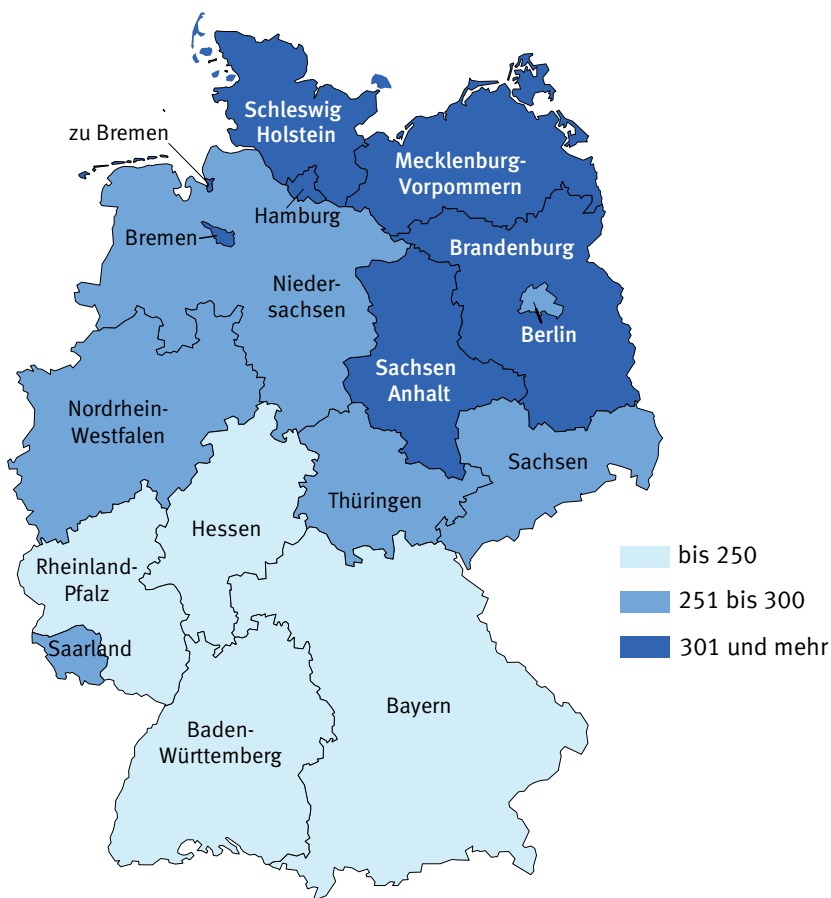 Schleswig
Holstein
zu Bremen
Mecklenburg-
Vorpommern
Hamburg
Bremen
Brandenburg
Nieder-
sachsen
Berlin
Sachsen
Anhalt
Nordrhein-
Westfalen
Sachsen
Thüringen
Hessen
Rheinland-
Pfalz
Saarland
Bayern
Baden-
Württemberg
bis 250
251 bis 300
301 und mehr